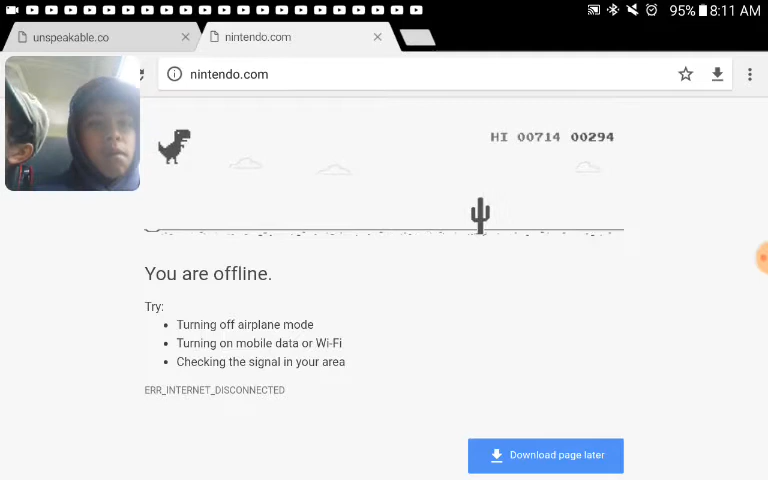 95% 8:11 AM
unspeakable.co
nintendo.com
nintendo.com
HI 00714 00294
You are offline.
Try:
• Turning off airplane mode
• Turning on mobile data or Wi-Fi
• Checking the signal in your area
ERR_INTERNET_DISCONNECTED
Download page later